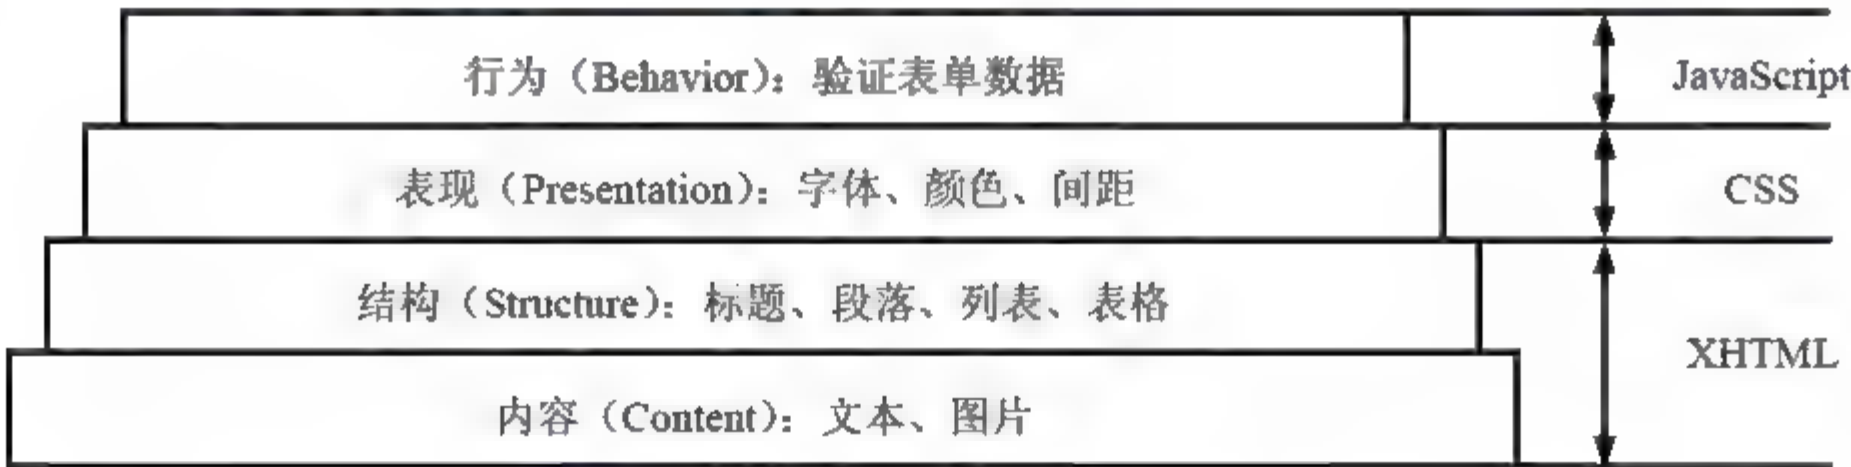 行为（Behavior）：验证表单数据
JavaScript
表现（Presentation）：字体、颜色、间距
CSS
结构（Structure）：标题、段落、列表、表格
XHTML
内容（Content）：文本、图片